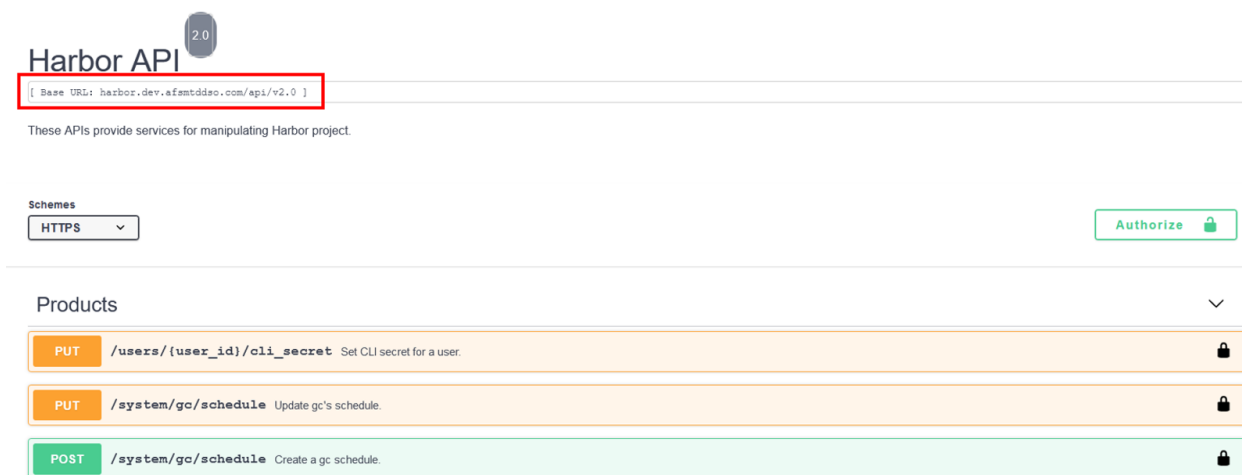 Harbor API 2.0
[ Base URL: harbor.dev.afsmtddso.com/api/v2.0 ]
These APIs provide services for manipulating Harbor project.
Schemes
HTTPS
Authorize
Products
PUT /users/{user_id}/cli_secret Set CLI secret for a user.
PUT /system/gc/schedule Update gc's schedule.
POST /system/gc/schedule Create a gc schedule.